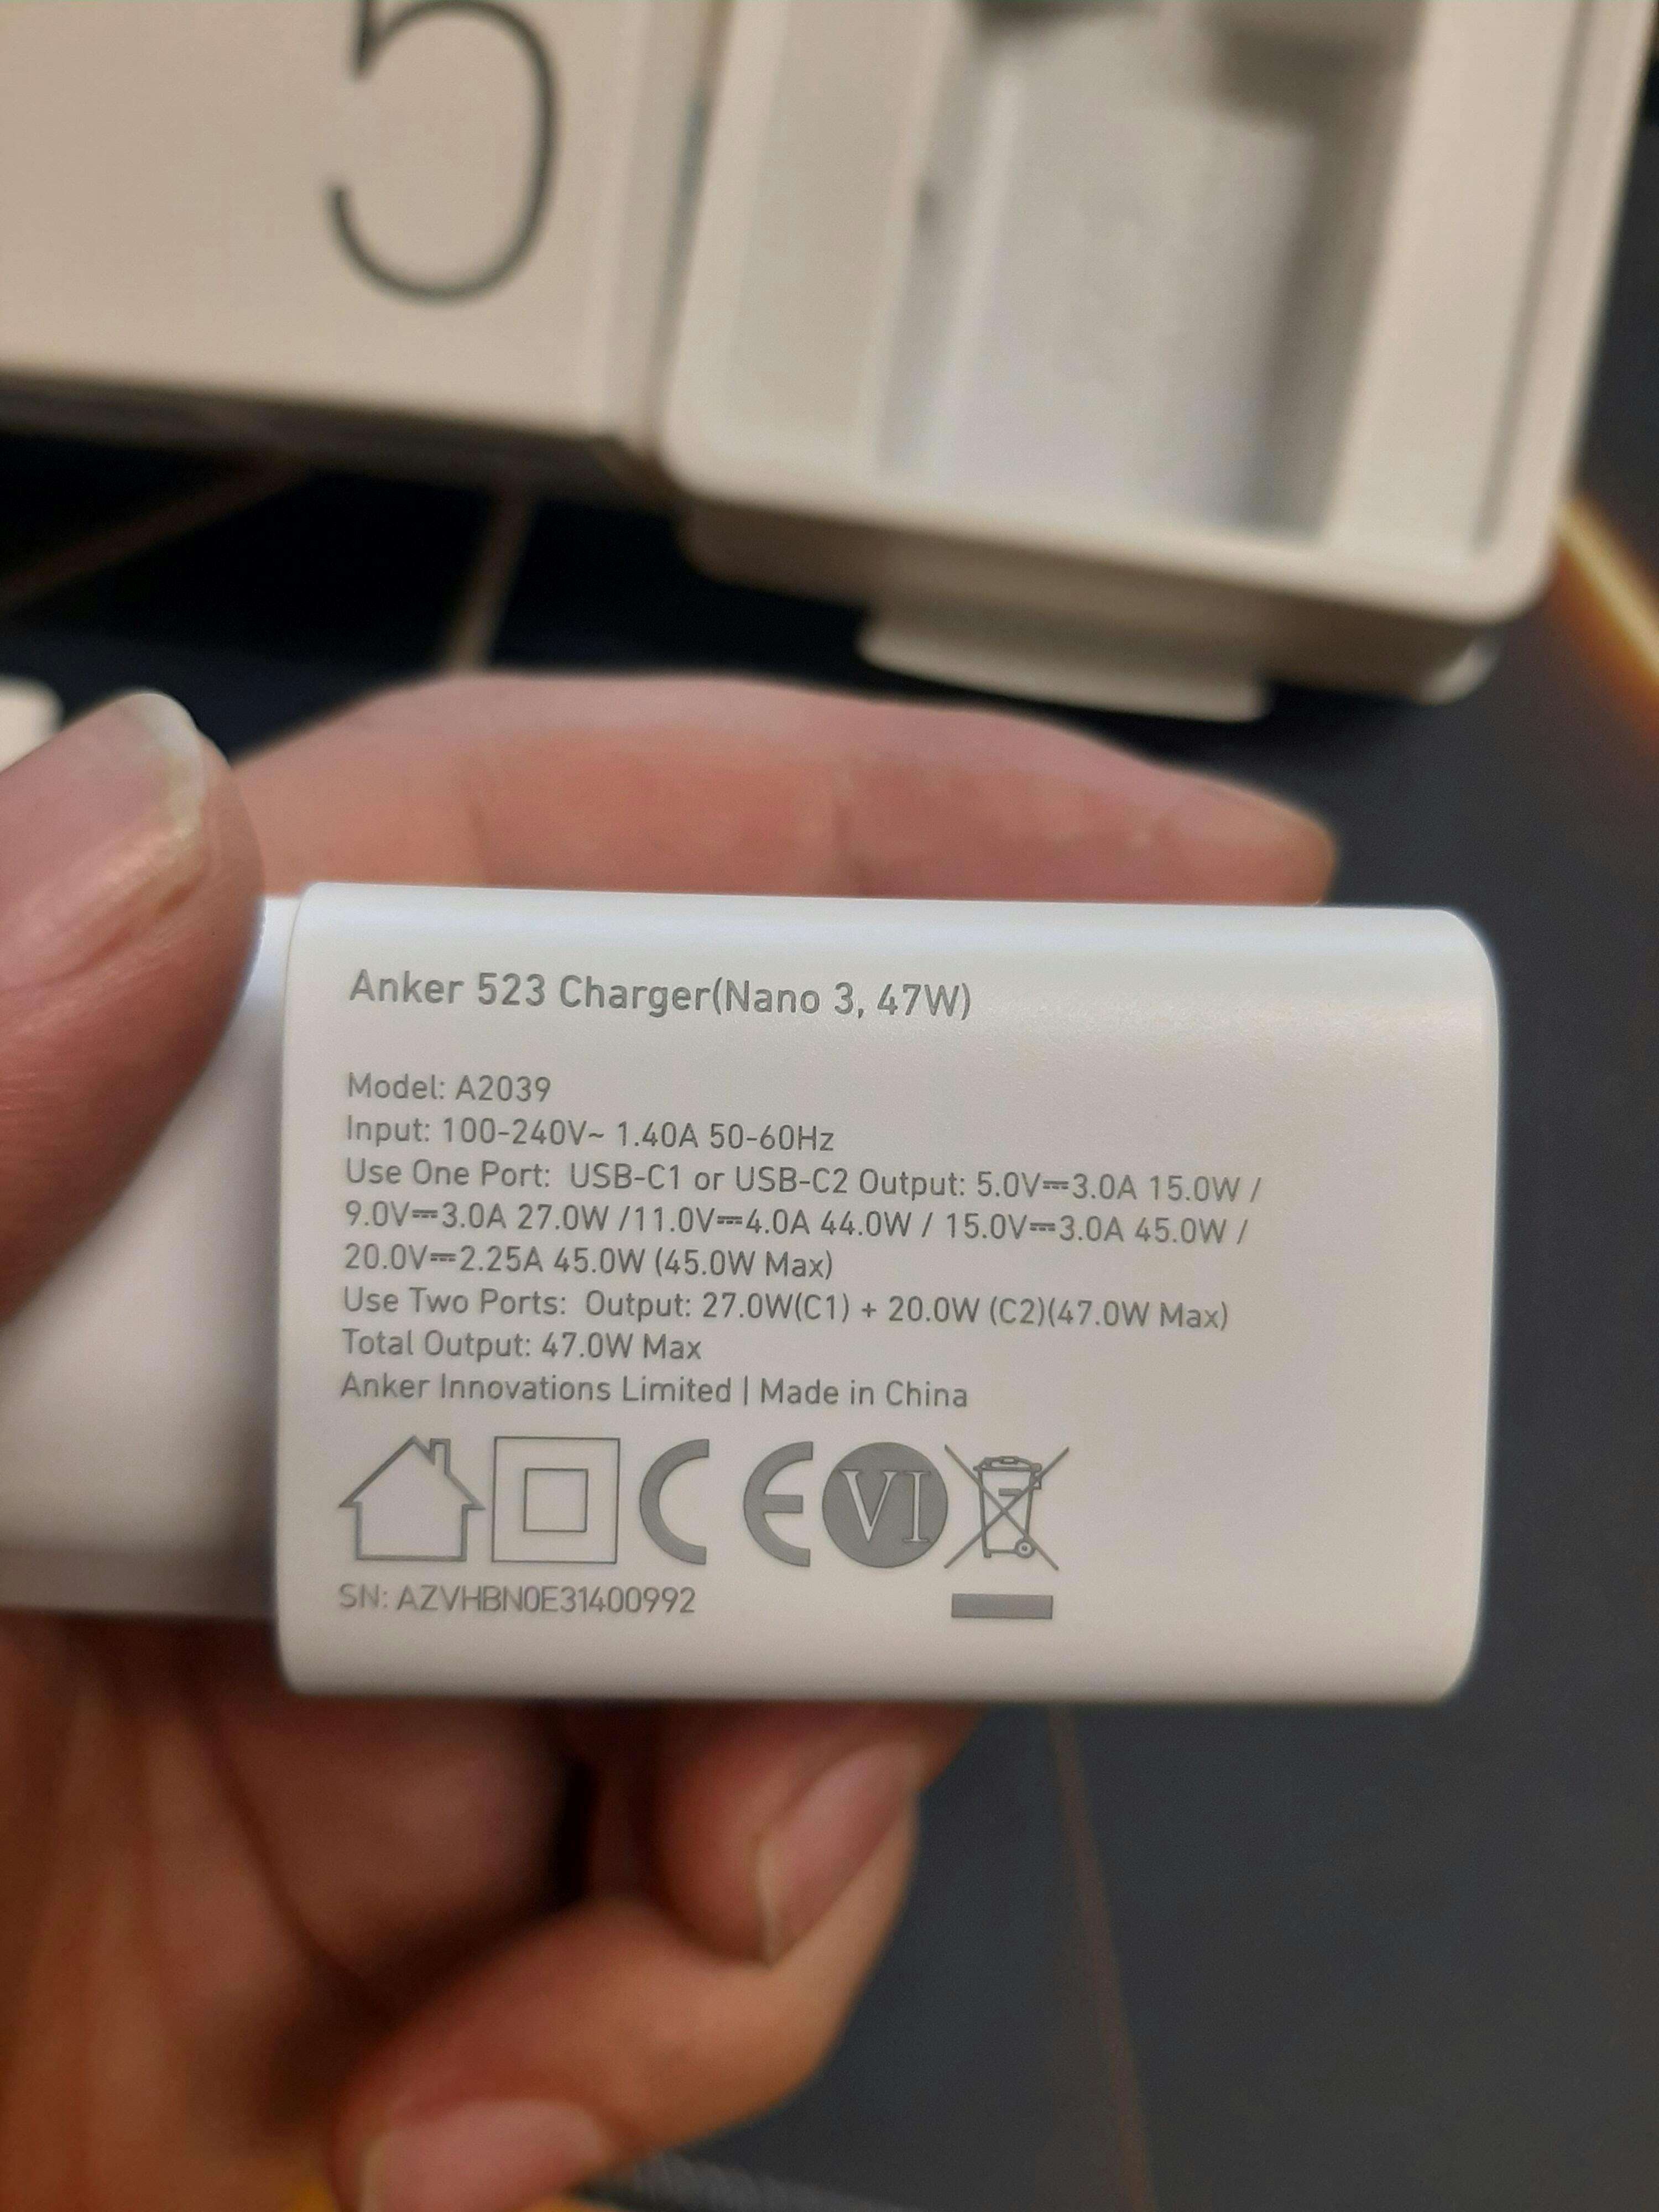 5
Anker 523 Charger(Nano 3, 47W)
Model: A2039
Input: 100-240V~ 1.40A 50-60Hz
Use One Port: USB-C1 or USB-C2 Output: 5.0V⎓3.0A 15.0W /
9.0V⎓3.0A 27.0W /11.0V⎓4.0A 44.0W / 15.0V⎓3.0A 45.0W /
20.0V⎓2.25A 45.0W (45.0W Max)
Use Two Ports: Output: 27.0W(C1) + 20.0W (C2)(47.0W Max)
Total Output: 47.0W Max
Anker Innovations Limited | Made in China
CE VI
SN: AZVHBN0E31400992